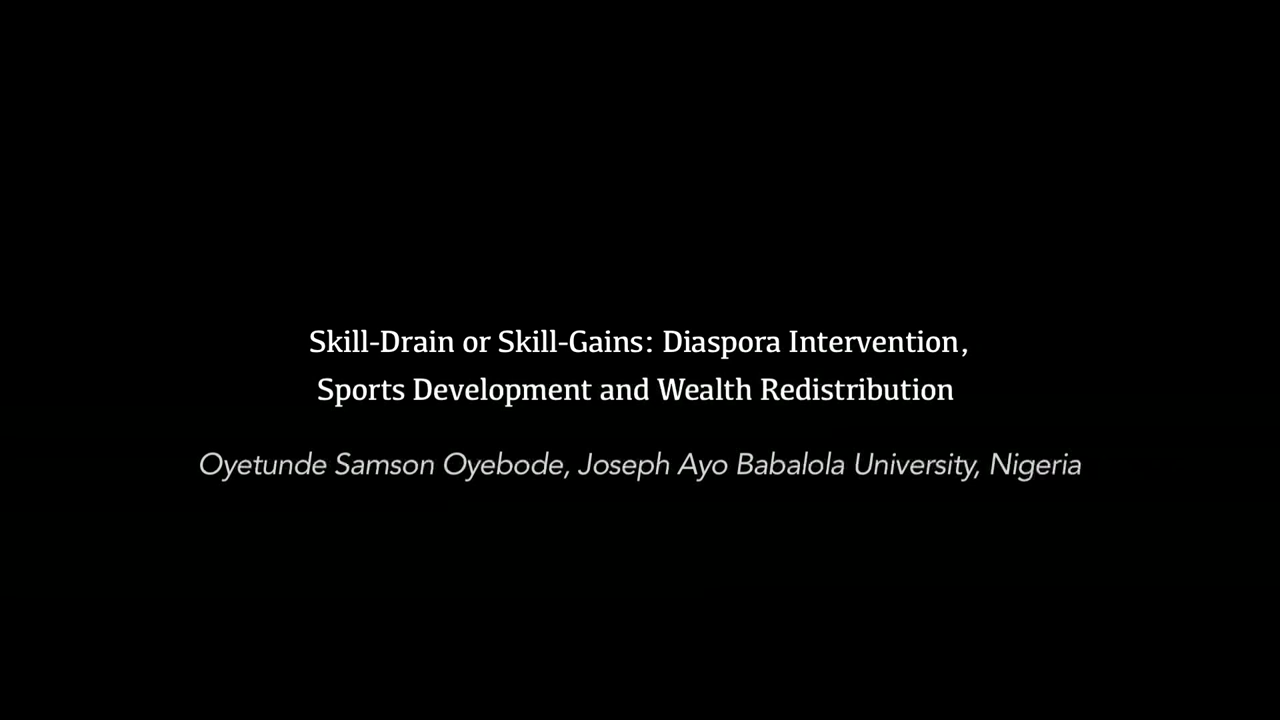 Skill-Drain or Skill-Gains: Diaspora Intervention,
Sports Development and Wealth Redistribution
Oyetunde Samson Oyebode, Joseph Ayo Babalola University, Nigeria